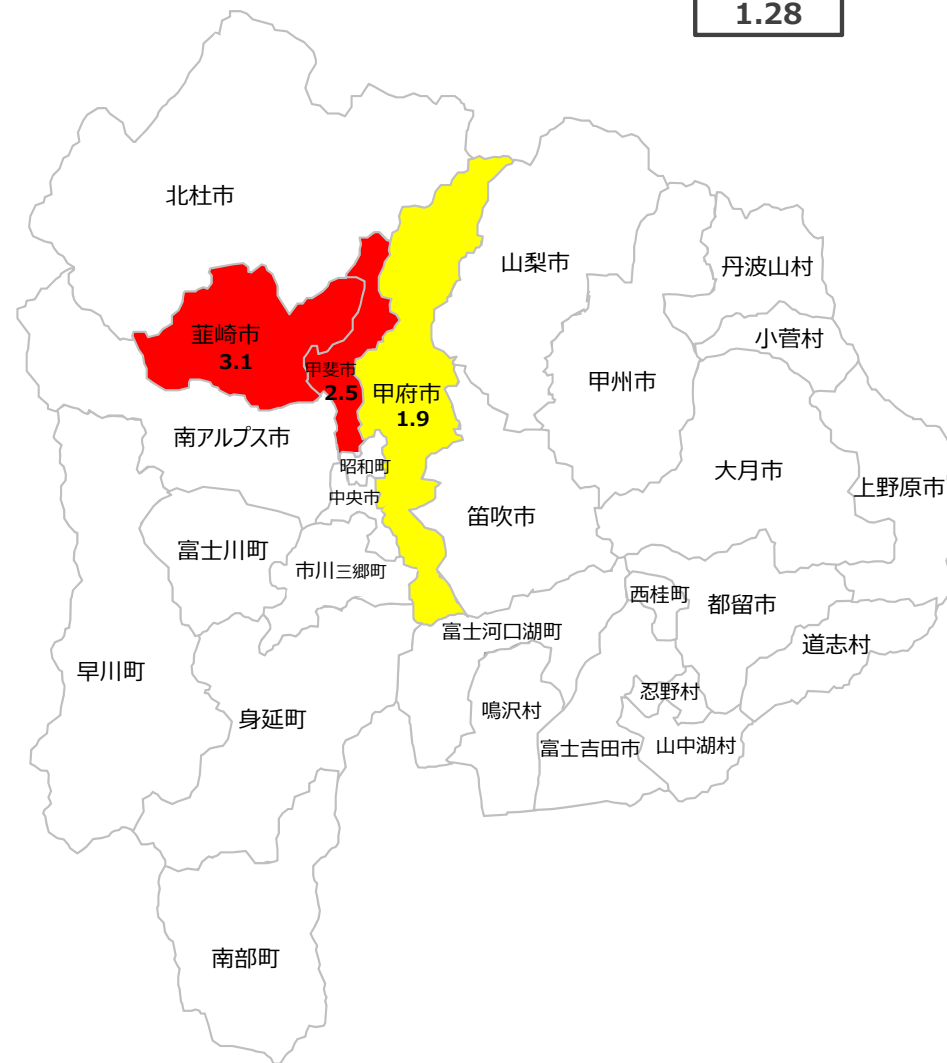 1.28
北杜市
山梨市
丹波山村
韮崎市
3.1
小菅村
甲斐市
2.5
甲府市
1.9
甲州市
南アルプス市
昭和町
大月市
上野原市
中央市
笛吹市
富士川町
市川三郷町
西桂町
都留市
富士河口湖町
道志村
早川町
忍野村
身延町
鳴沢村
富士吉田市
山中湖村
南部町